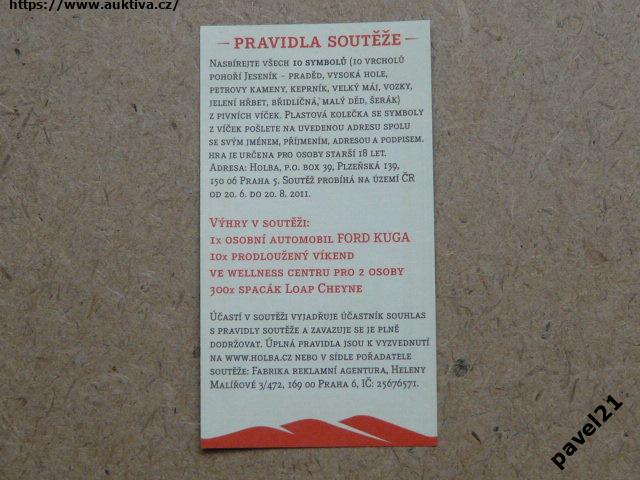 https://www.auktiva.cz/
PRAVIDLA SOUTĚŽE
Nasbírejte všech 10 symbolů (10 vrcholů
pohoří Jeseník – praděd, vysoká hole,
petrovy kameny, keprník, velký máj, vozky,
jelení hřbet, břidličná, malý děd, šerák)
z pivních víček. Plastová kolečka se symboly
z víček pošlete na uvedenou adresu spolu
se svým jménem, příjmením, adresou a podpisem.
hra je určena pro osoby starší 18 let.
Adresa: Holba, p.o. box 39, Plzeňská 139,
150 06 Praha 5. Soutěž probíhá na území ČR
od 20. 6. do 20. 8. 2011.
Výhry v soutěži:
1x osobní automobil FORD KUGA
10x prodloužený víkend
ve wellness centru pro 2 osoby
300x spacák Loap Cheyne
Účastí v soutěži vyjadřuje účastník souhlas
s pravidly soutěže a zavazuje se je plně
dodržovat. Úplná pravidla jsou k vyzvednutí
na www.holba.cz nebo v sídle pořadatele
soutěže: Fabrika reklamní agentura, Heleny
Malířové 3/472, 169 00 Praha 6, IČ: 25676571.
pavel21